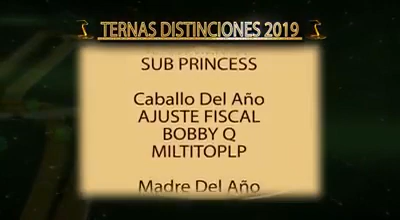 TERNAS DISTINCIONES 2019
SUB PRINCESS
Caballo Del Año
AJUSTE FISCAL
BOBBY Q
MILTITOPLP
Madre Del Año